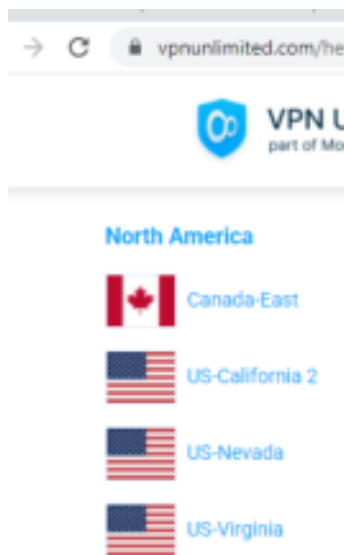 vpnunlimited.com/he
VPN U
part of Mo
North America
Canada-East
US-California 2
US-Nevada
US-Virginia